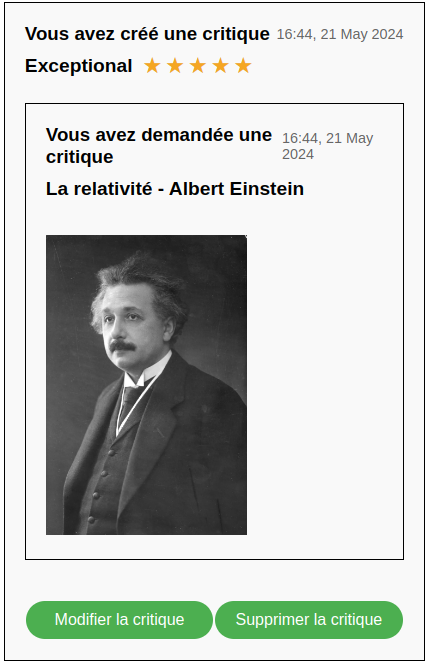 Vous avez créé une critique 16:44, 21 May 2024
Exceptional ★★★★★
Vous avez demandée une
critique
16:44, 21 May
2024
La relativité - Albert Einstein
Modifier la critique Supprimer la critique